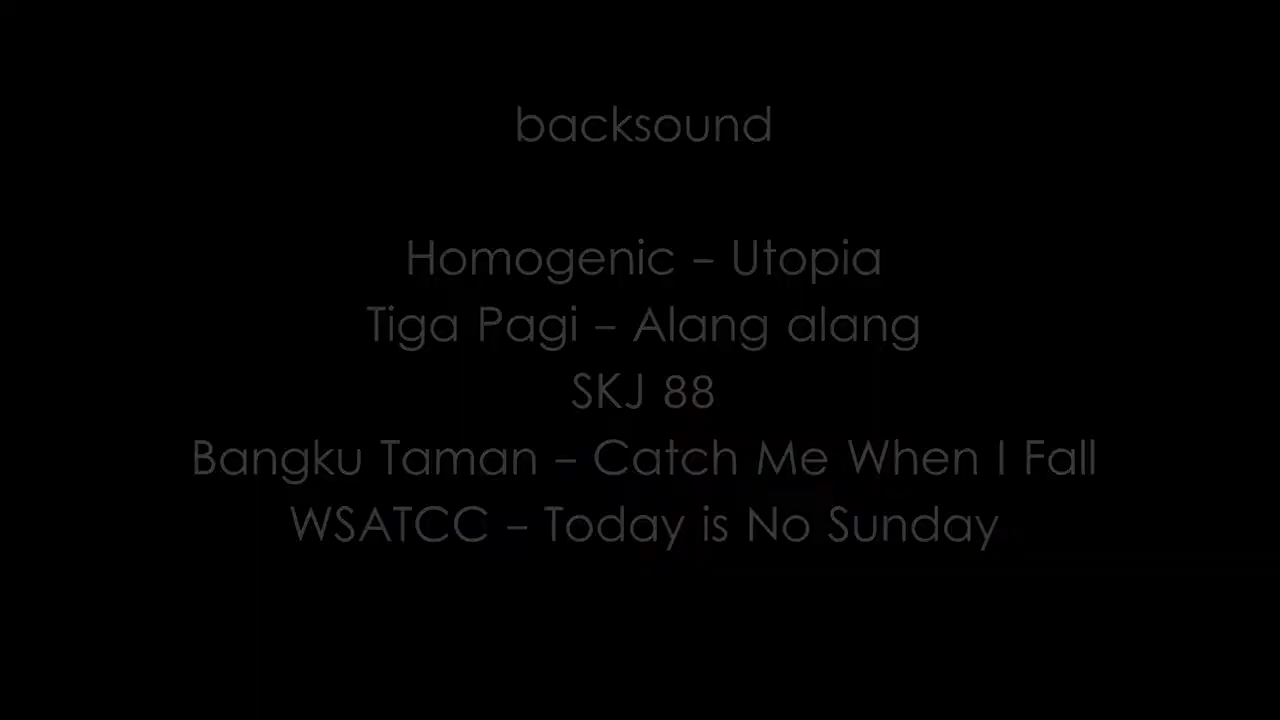 backsound
Homogenic – Utopia
Tiga Pagi – Alang alang
SKJ 88
Bangku Taman – Catch Me When I Fall
WSATCC – Today is No Sunday